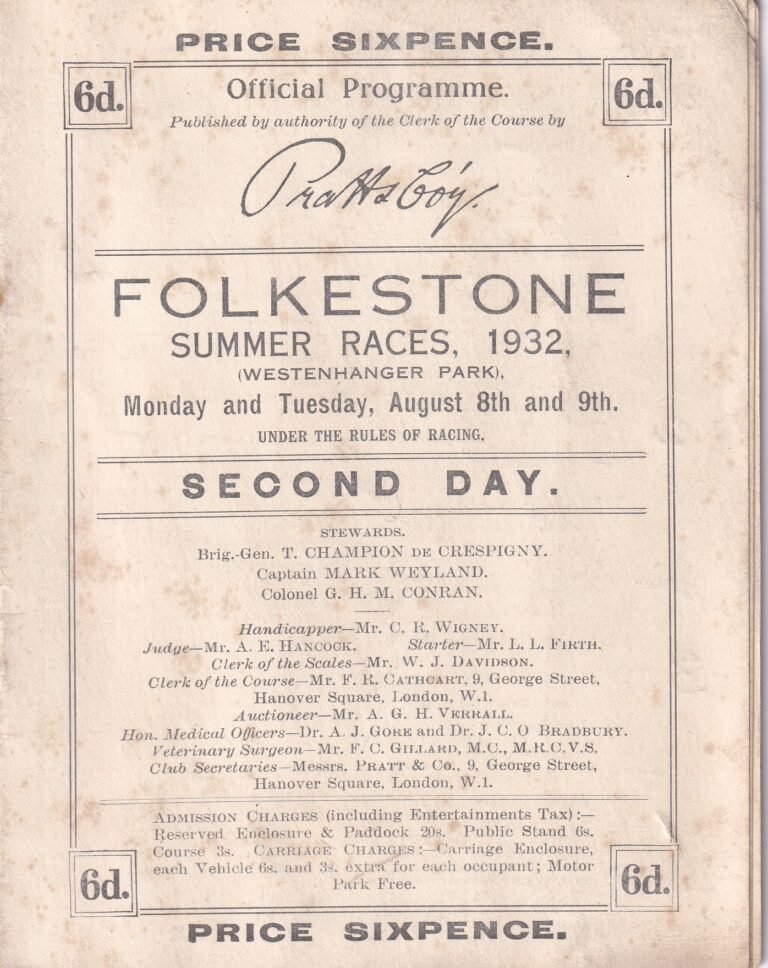 PRICE SIXPENCE.
6d.
Official Programme.
6d.
Published by authority of the Clerk of the Course by
Pratt & Coy.
FOLKESTONE
SUMMER RACES, 1932,
(WESTENHANGER PARK),
Monday and Tuesday, August 8th and 9th.
UNDER THE RULES OF RACING.
SECOND DAY.
STEWARDS.
Brig.-Gen. T. CHAMPION DE CRESPIGNY.
Captain MARK WEYLAND.
Colonel G. H. M. CONRAN.
Handicapper—Mr. C. R. WIGNEY.
Judge—Mr. A. E. HANCOCK. Starter—Mr. L. L. FIRTH.
Clerk of the Scales—Mr. W. J. DAVIDSON.
Clerk of the Course—Mr. F. R. CATHCART, 9, George Street,
Hanover Square, London, W.1.
Auctioneer—Mr. A. G. H. VERRALL.
Hon. Medical Officers—Dr. A. J. GORE and Dr. J. C. O BRADBURY.
Veterinary Surgeon—Mr. F. C. GILLARD, M.C., M.R.C.V.S.
Club Secretaries—Messrs. PRATT & Co., 9, George Street,
Hanover Square, London, W.1.
ADMISSION CHARGES (including Entertainments Tax):—
Reserved Enclosure & Paddock 20s. Public Stand 6s.
Course 3s. CARRIAGE CHARGES:—Carriage Enclosure,
each Vehicle 6s. and 3s. extra for each occupant; Motor
Park Free.
6d.
6d.
PRICE SIXPENCE.